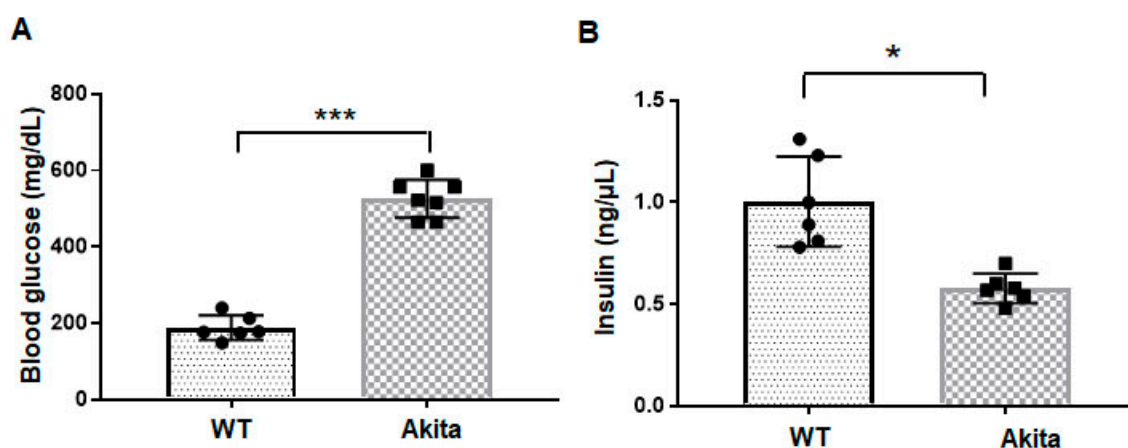 A
Blood glucose (mg/dL)
800
600
400
200
0
***
WT
Akita
B
Insulin (ng/µL)
1.5
1.0
0.5
0.0
*
WT
Akita